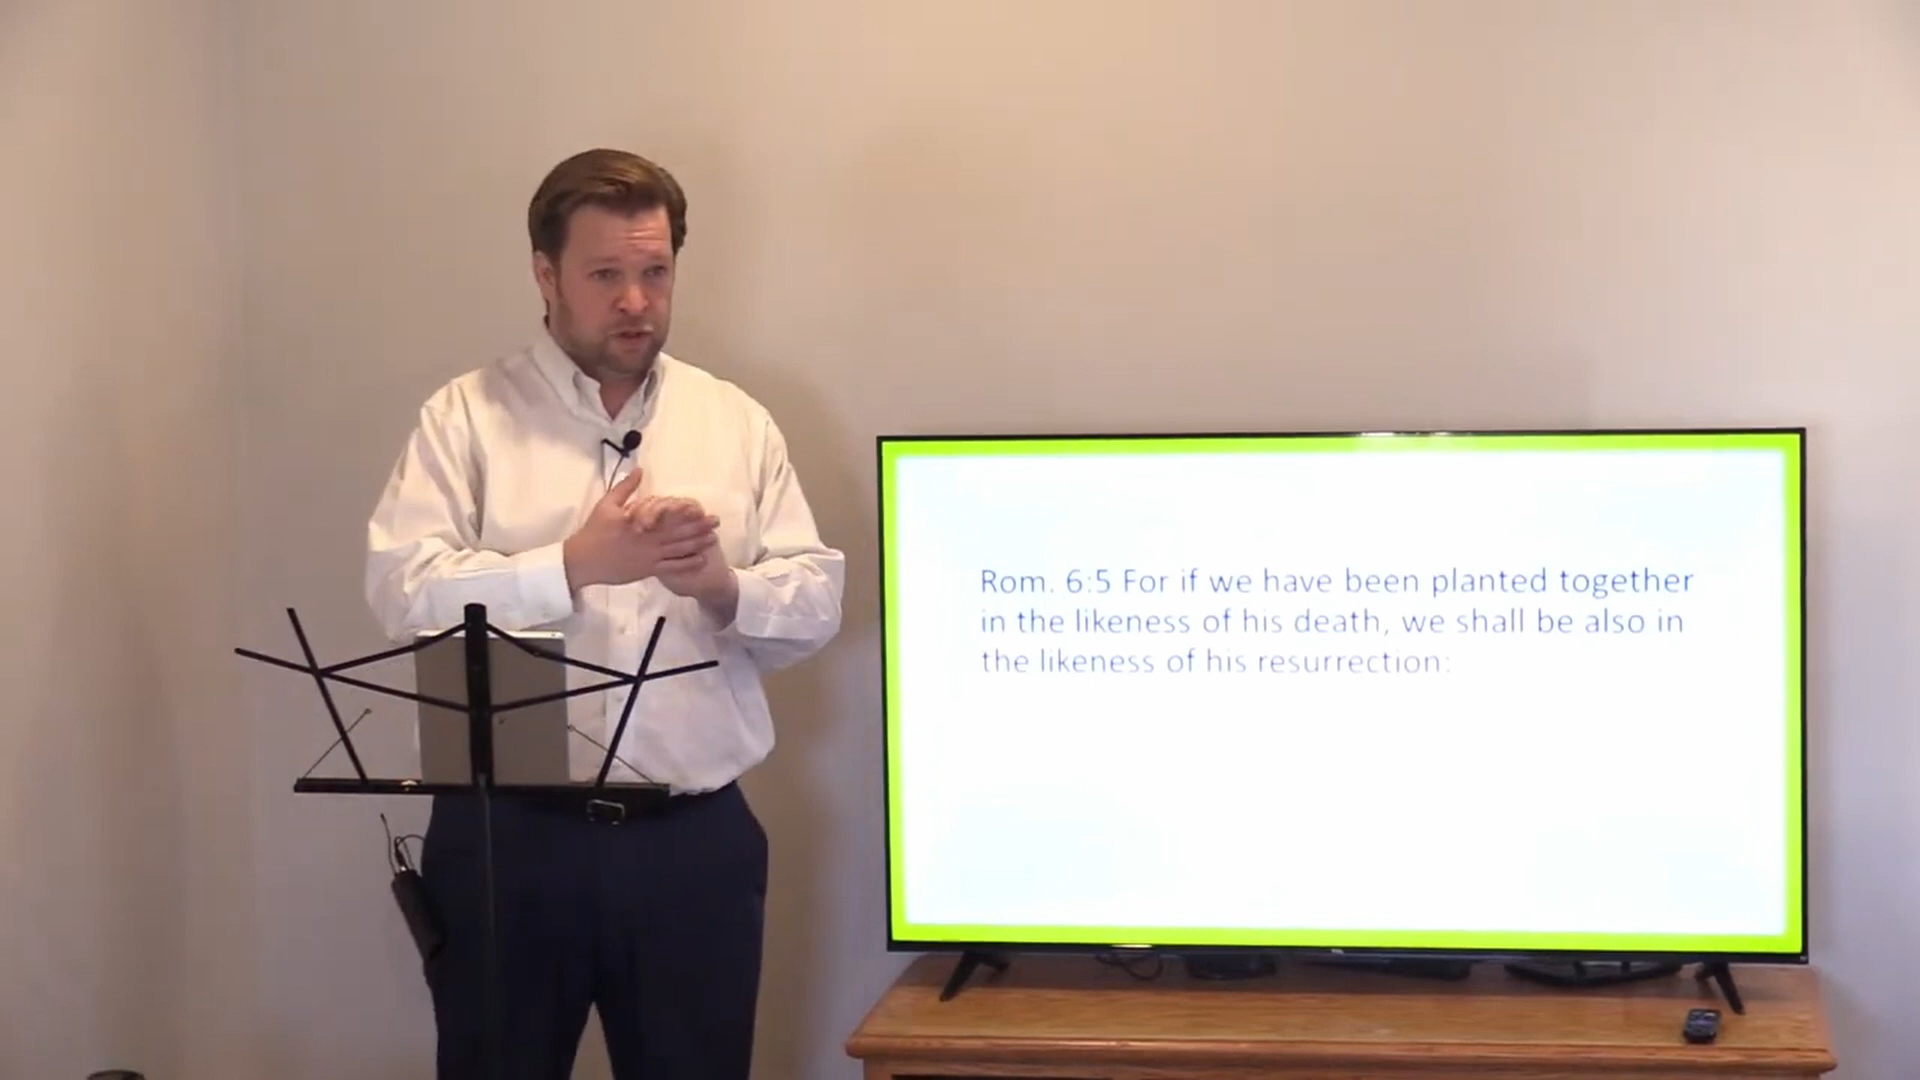 Rom. 6:5 For if we have been planted together
in the likeness of his death, we shall be also in
the likeness of his resurrection: